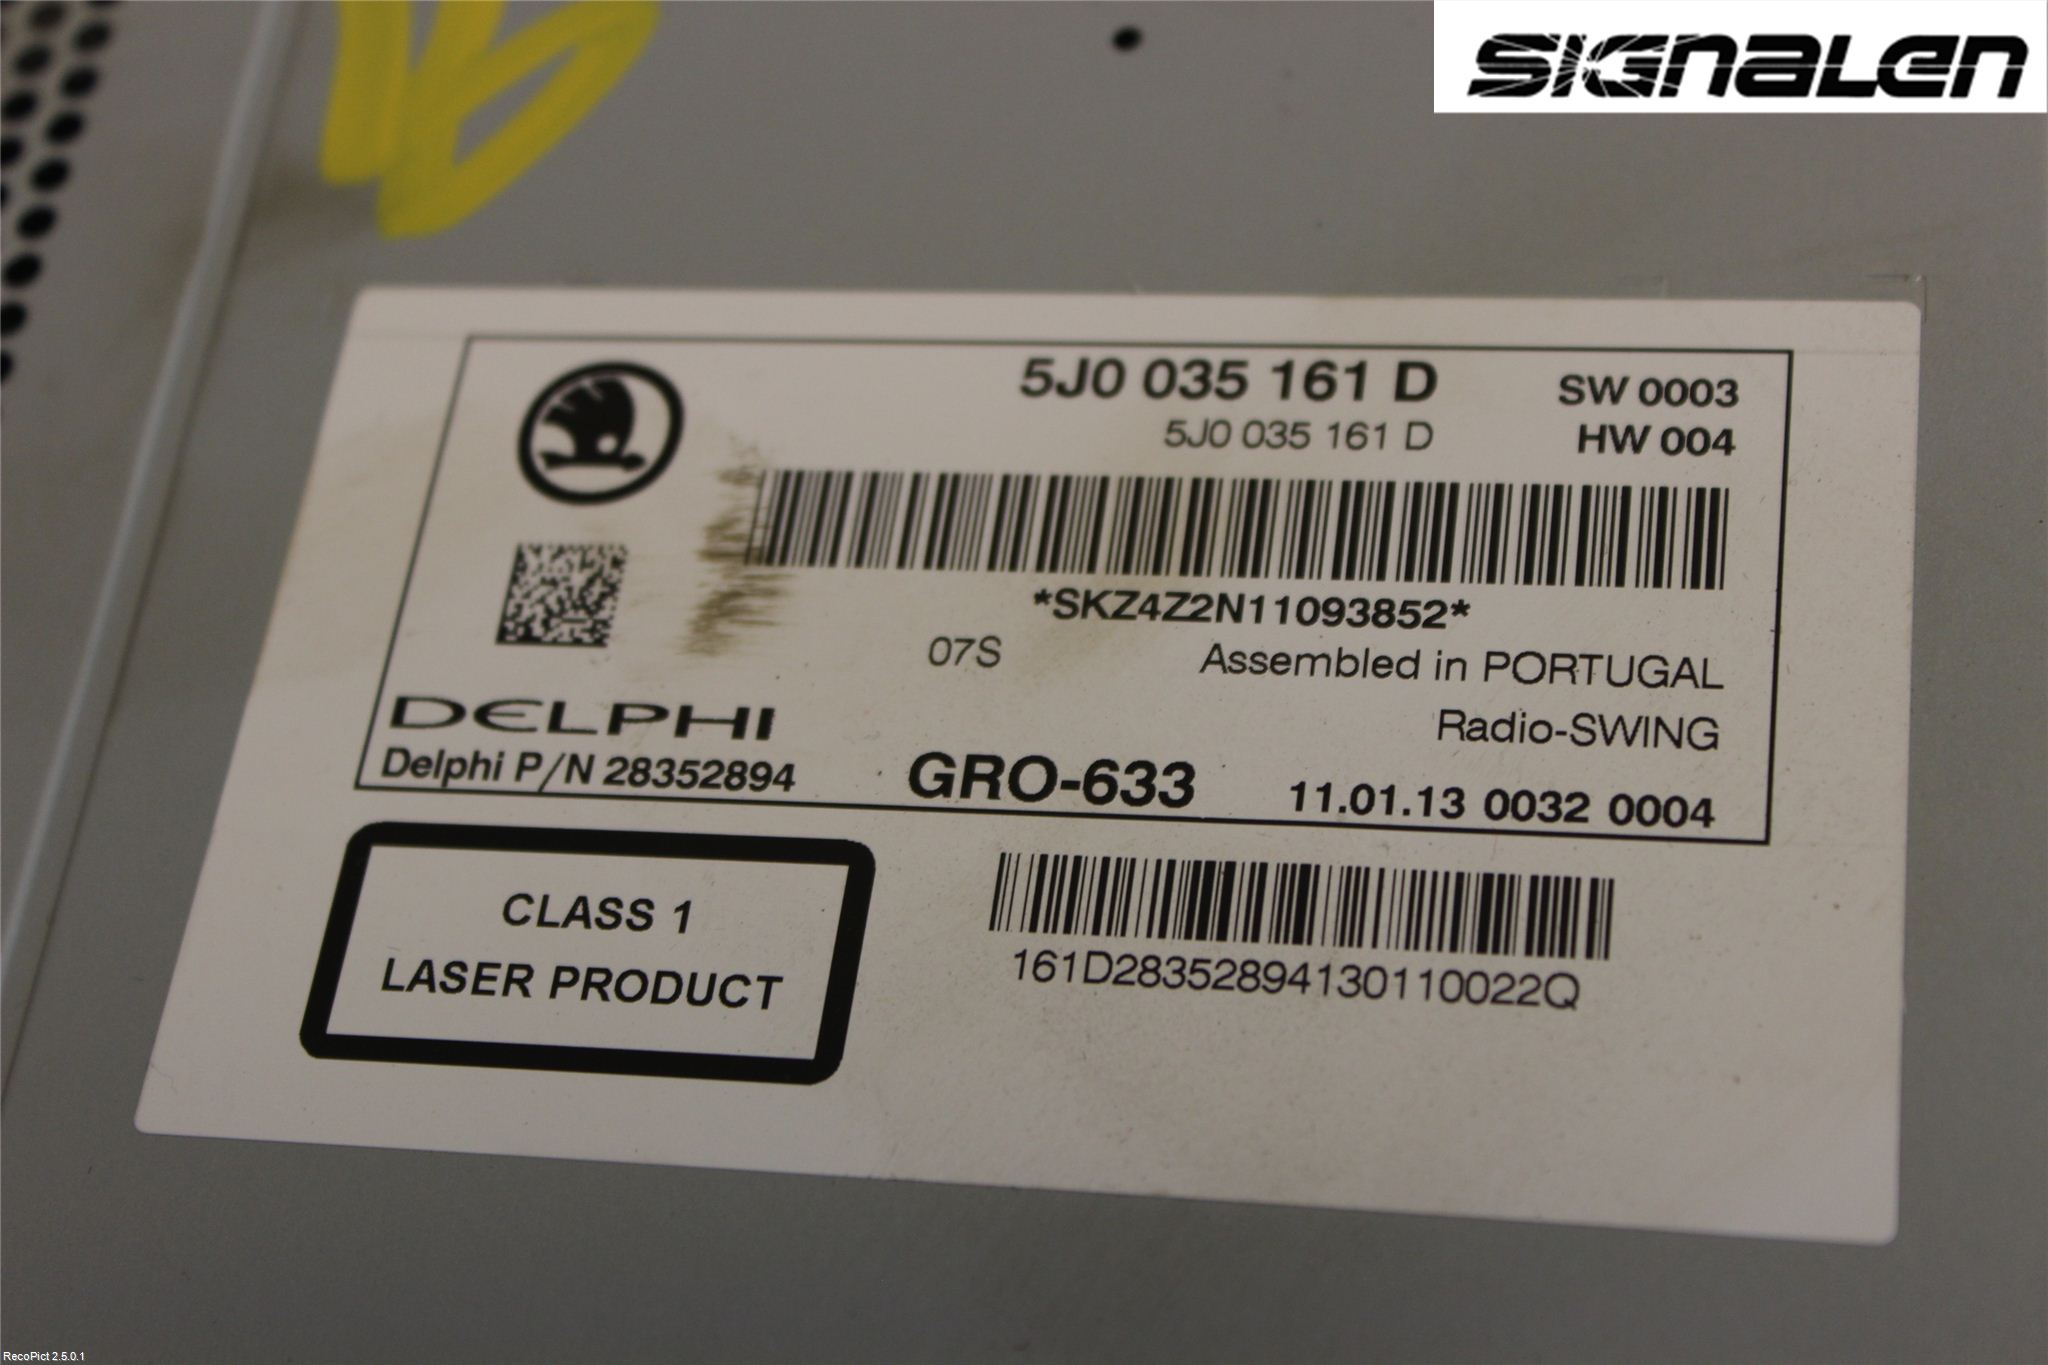 SIGNALEN
5J0 035 161 D
SW 0003
5J0 035 161 D
HW 004
*SKZ4Z2N11093852*
07S
Assembled in PORTUGAL
DELPHI
Radio-SWING
Delphi P/N 28352894
GRO-633
11.01.13 0032 0004
CLASS 1
LASER PRODUCT
161D28352894130110022Q
RecoPict 2.5.0.1